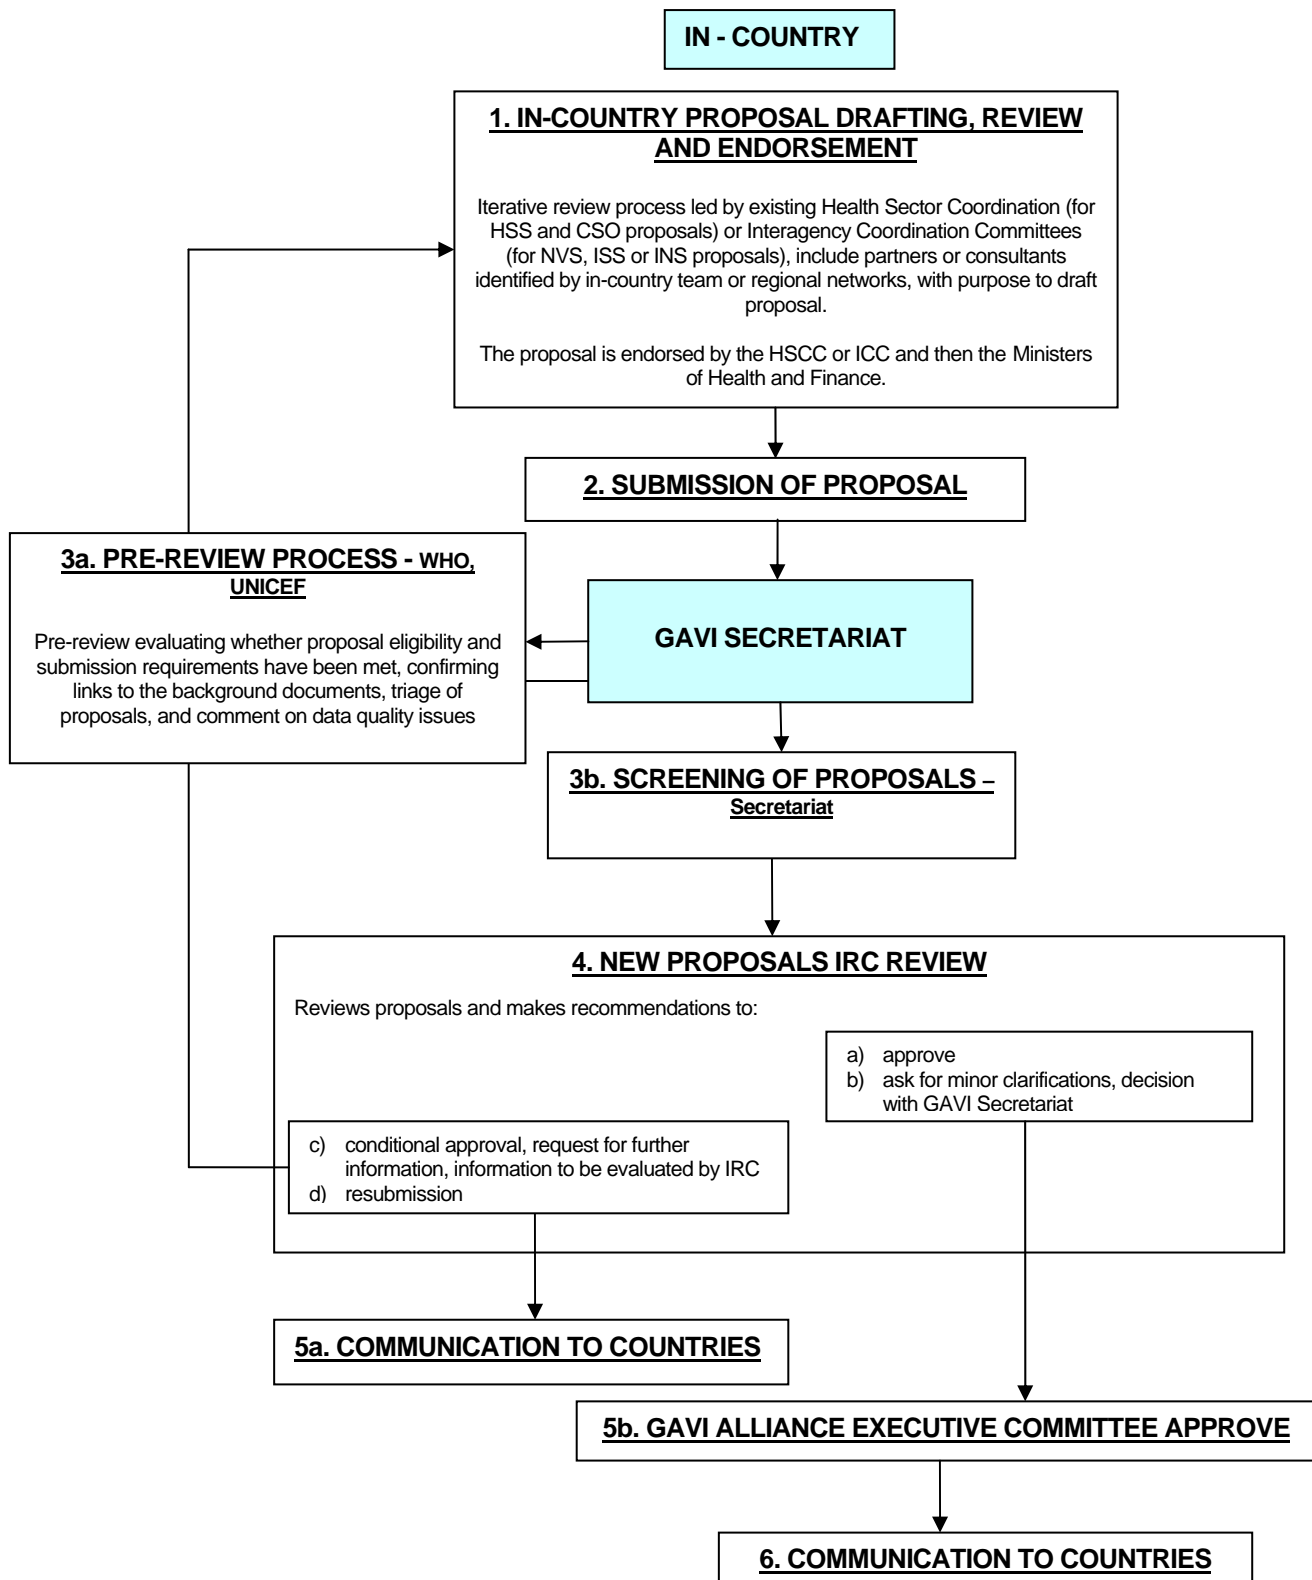 IN - COUNTRY
1. IN-COUNTRY PROPOSAL DRAFTING, REVIEW
AND ENDORSEMENT
Iterative review process led by existing Health Sector Coordination (for
HSS and CSO proposals) or Interagency Coordination Committees
(for NVS, ISS or INS proposals), include partners or consultants
identified by in-country team or regional networks, with purpose to draft
proposal.
The proposal is endorsed by the HSCC or ICC and then the Ministers
of Health and Finance.
2. SUBMISSION OF PROPOSAL
3a. PRE-REVIEW PROCESS - WHO,
UNICEF
Pre-review evaluating whether proposal eligibility and
submission requirements have been met, confirming
links to the background documents, triage of
proposals, and comment on data quality issues
GAVI SECRETARIAT
3b. SCREENING OF PROPOSALS –
Secretariat
4. NEW PROPOSALS IRC REVIEW
Reviews proposals and makes recommendations to:
a) approve
b) ask for minor clarifications, decision
with GAVI Secretariat
c) conditional approval, request for further
information, information to be evaluated by IRC
d) resubmission
5a. COMMUNICATION TO COUNTRIES
5b. GAVI ALLIANCE EXECUTIVE COMMITTEE APPROVE
6. COMMUNICATION TO COUNTRIES